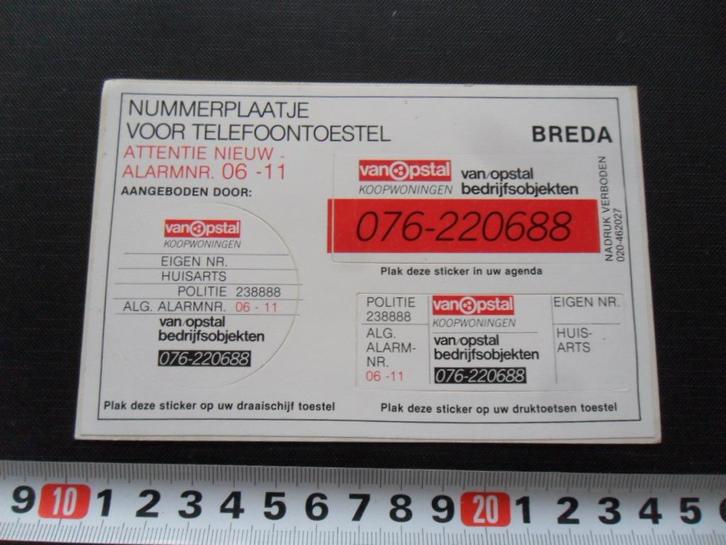 NUMMERPLAATJE
VOOR TELEFOONTOESTEL
BREDA
ATTENTIE NIEUW -
ALARMNR. 06 -11
AANGEBODEN DOOR:
van opstal
KOOPWONINGEN
van/opstal
bedrijfsobjekten
076-220688
Plak deze sticker in uw agenda
NADRUK VERBODEN
020-462027
van opstal
KOOPWONINGEN
EIGEN NR.
HUISARTS
POLITIE 238888
ALG. ALARMNR. 06 -11
van/opstal
bedrijfsobjekten
076-220688
Plak deze sticker op uw draaischijf toestel
POLITIE
238888
ALG.
ALARM-
NR.
06 -11
van opstal
KOOPWONINGEN
van/opstal
bedrijfsobjekten
076-220688
EIGEN NR.
HUIS-
ARTS
Plak deze sticker op uw druktoetsen toestel
9 10 1 2 3 4 5 6 7 8 9 20 1 2 3 4 5 6